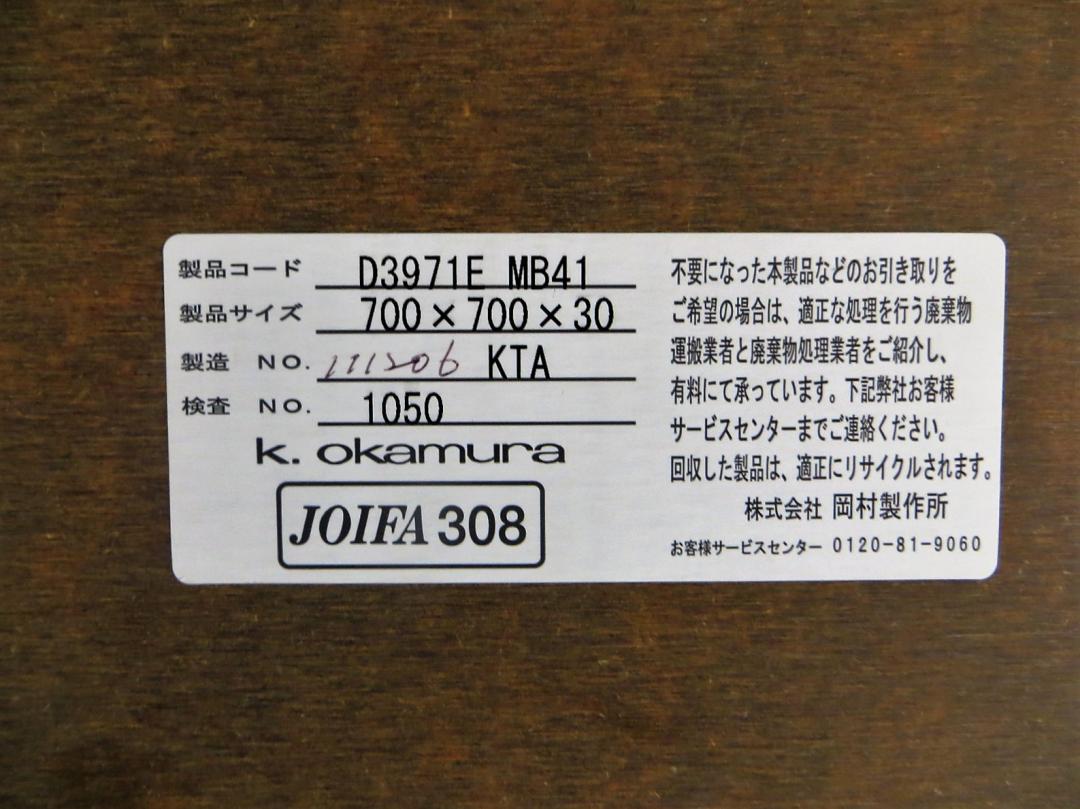 製品コード D3971E MB41
製品サイズ 700×700×30
製造 NO. 111206 KTA
検査 NO. 1050
k. okamura
JOIFA 308
不要になった本製品などのお引き取りを
ご希望の場合は、適正な処理を行う廃棄物
運搬業者と廃棄物処理業者をご紹介し、
有料にて承っています。下記弊社お客様
サービスセンターまでご連絡ください。
回収した製品は、適正にリサイクルされます。
株式会社 岡村製作所
お客様サービスセンター 0120-81-9060